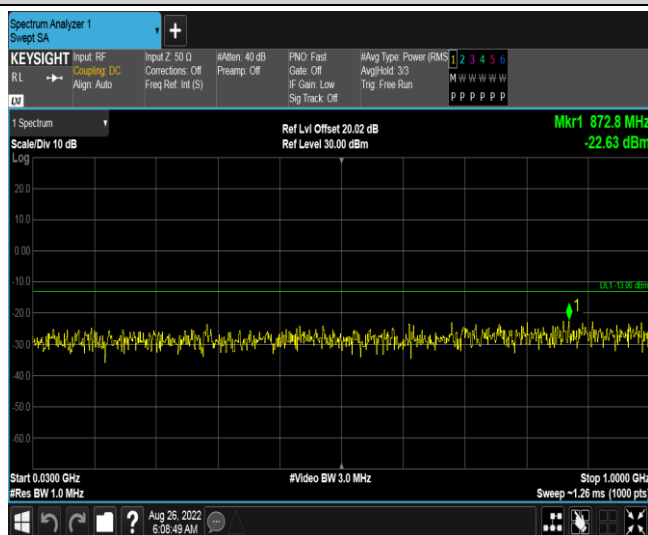 Spectrum Analyzer 1
Swept SA
KEYSIGHT
RL
LXI
Input: RF
Coupling: DC
Align: Auto
Input Z: 50 Ω
Corrections: Off
Freq Ref: Int (S)
#Atten: 40 dB
Preamp: Off
PNO: Fast
Gate: Off
IF Gain: Low
Sig Track: Off
#Avg Type: Power (RMS
Avg|Hold: 3/3
Trig: Free Run
1 2 3 4 5 6
M W W W W W
P P P P P P
1 Spectrum
Scale/Div 10 dB
Log
Ref Lvl Offset 20.02 dB
Ref Level 30.00 dBm
Mkr1 872.8 MHz
-22.63 dBm
20.0
10.0
0.00
-10.0
DL1 -13.00 dBm
1
-20.0
-30.0
-40.0
-50.0
-60.0
Start 0.0300 GHz
#Res BW 1.0 MHz
#Video BW 3.0 MHz
Stop 1.0000 GHz
Sweep ~1.26 ms (1000 pts)
?
Aug 26, 2022
6:08:49 AM